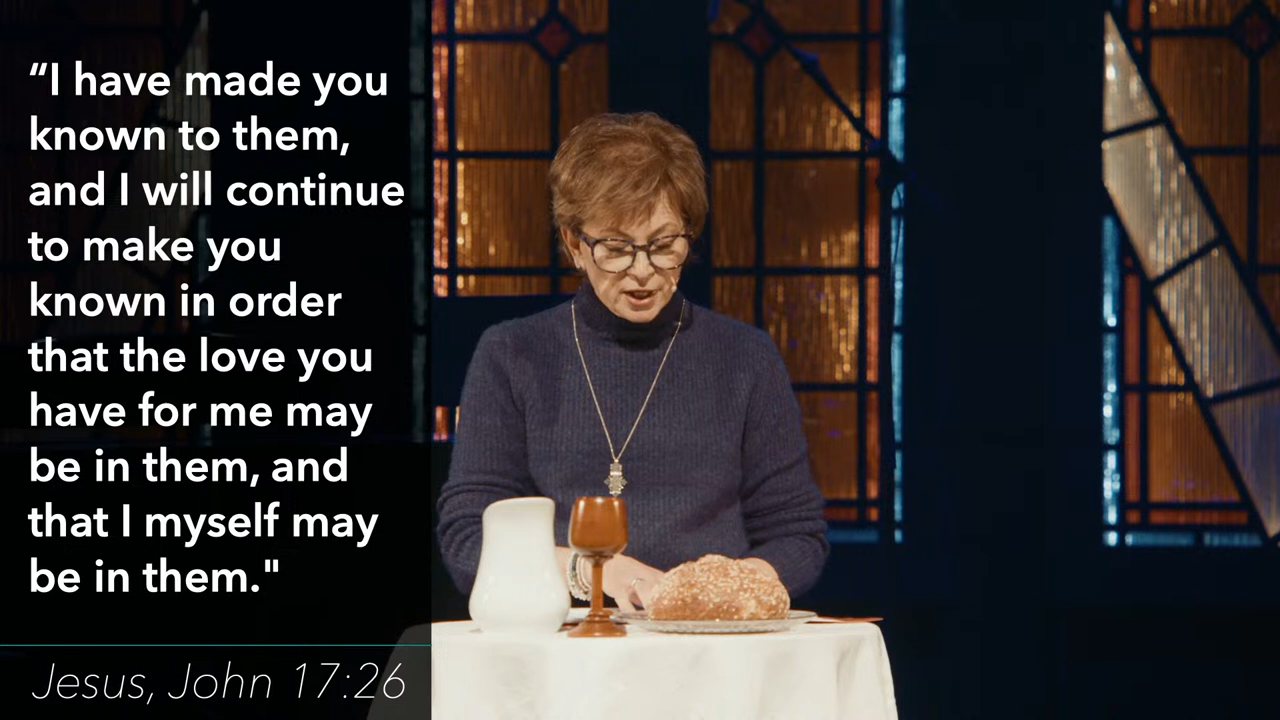 “I have made you
known to them,
and I will continue
to make you
known in order
that the love you
have for me may
be in them, and
that I myself may
be in them."
Jesus, John 17:26